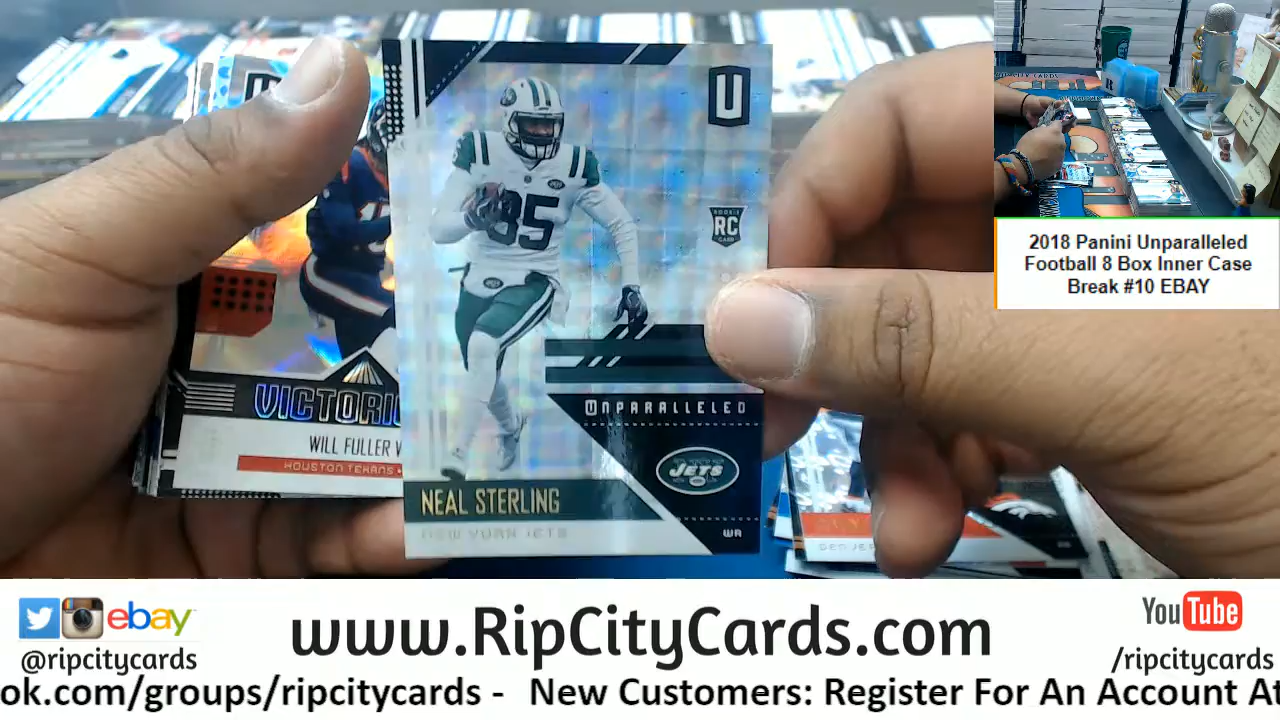 U
85
ROOKIE
RC
CARD
UNPARALLELED
JETS
NEAL STERLING
NEW YORK JETS
WR
VICTORI
WILL FULLER V
HOUSTON TEXANS
2018 Panini Unparalleled
Football 8 Box Inner Case
Break #10 EBAY
ebay
@ripcitycards
www.RipCityCards.com
YouTube
/ripcitycards
ok.com/groups/ripcitycards - New Customers: Register For An Account At